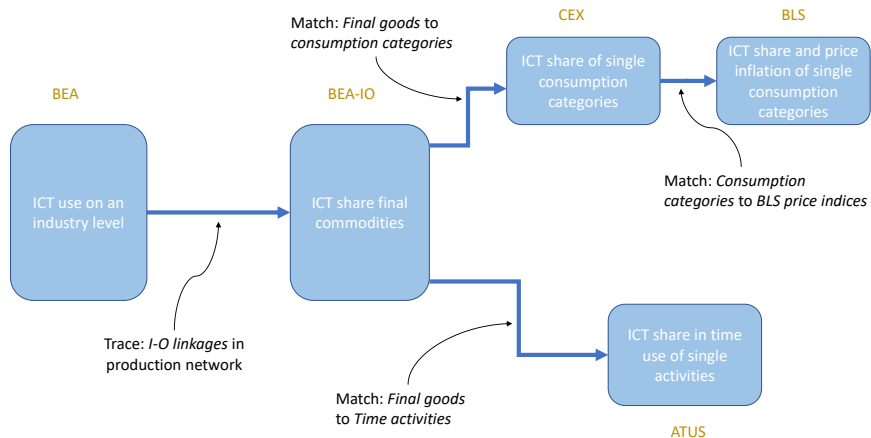 CEX
BLS
Match: Final goods to
consumption categories
ICT share of single
consumption
categories
ICT share and price
inflation of single
consumption
categories
BEA
BEA-IO
Match: Consumption
categories to BLS price indices
ICT use on an
industry level
ICT share final
commodities
Trace: I-O linkages in
production network
ICT share in time
use of single
activities
Match: Final goods
to Time activities
ATUS